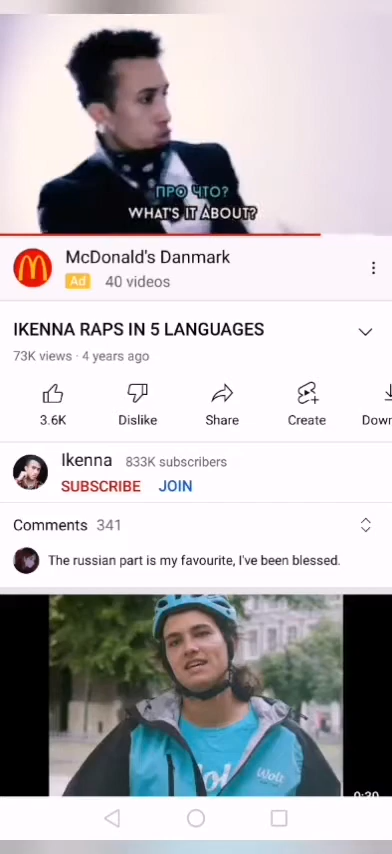 ПРО ЧТО?
WHAT'S IT ABOUT?
McDonald's Danmark
Ad 40 videos
IKENNA RAPS IN 5 LANGUAGES
73K views · 4 years ago
3.6K Dislike Share Create Down
Ikenna 833K subscribers
SUBSCRIBE JOIN
Comments 341
The russian part is my favourite, I've been blessed.
Wolt
0:30